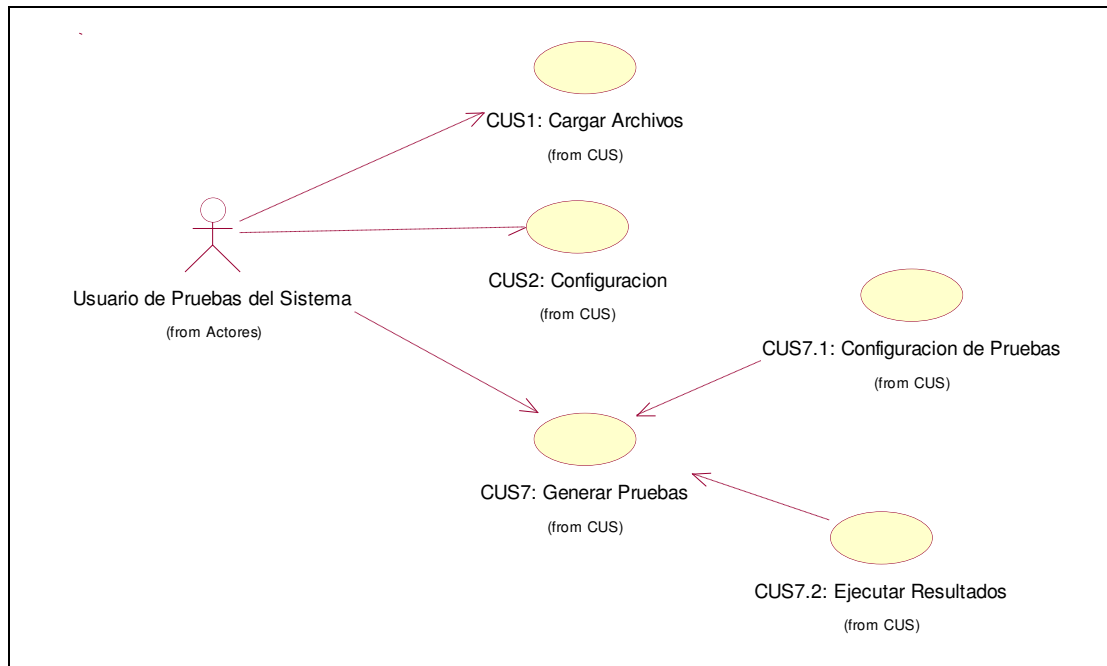 `
CUS1: Cargar Archivos
(from CUS)
Usuario de Pruebas del Sistema
(from Actores)
CUS2: Configuracion
(from CUS)
CUS7.1: Configuracion de Pruebas
(from CUS)
CUS7: Generar Pruebas
(from CUS)
CUS7.2: Ejecutar Resultados
(from CUS)